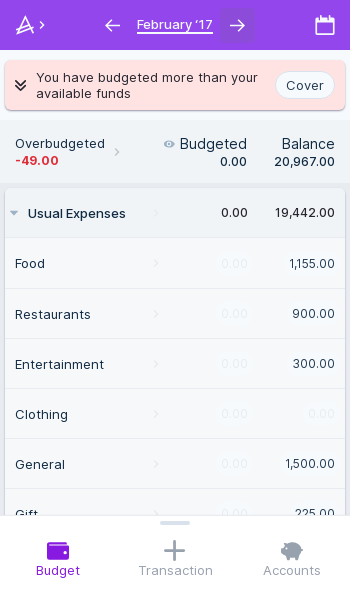 February ‘17
You have budgeted more than your
available funds
Cover
Overbudgeted Budgeted Balance
-49.00 0.00 20,967.00
Usual Expenses 0.00 19,442.00
Food 0.00 1,155.00
Restaurants 0.00 900.00
Entertainment 0.00 300.00
Clothing 0.00 0.00
General 0.00 1,500.00
Gift 0.00 225.00
Budget Transaction Accounts